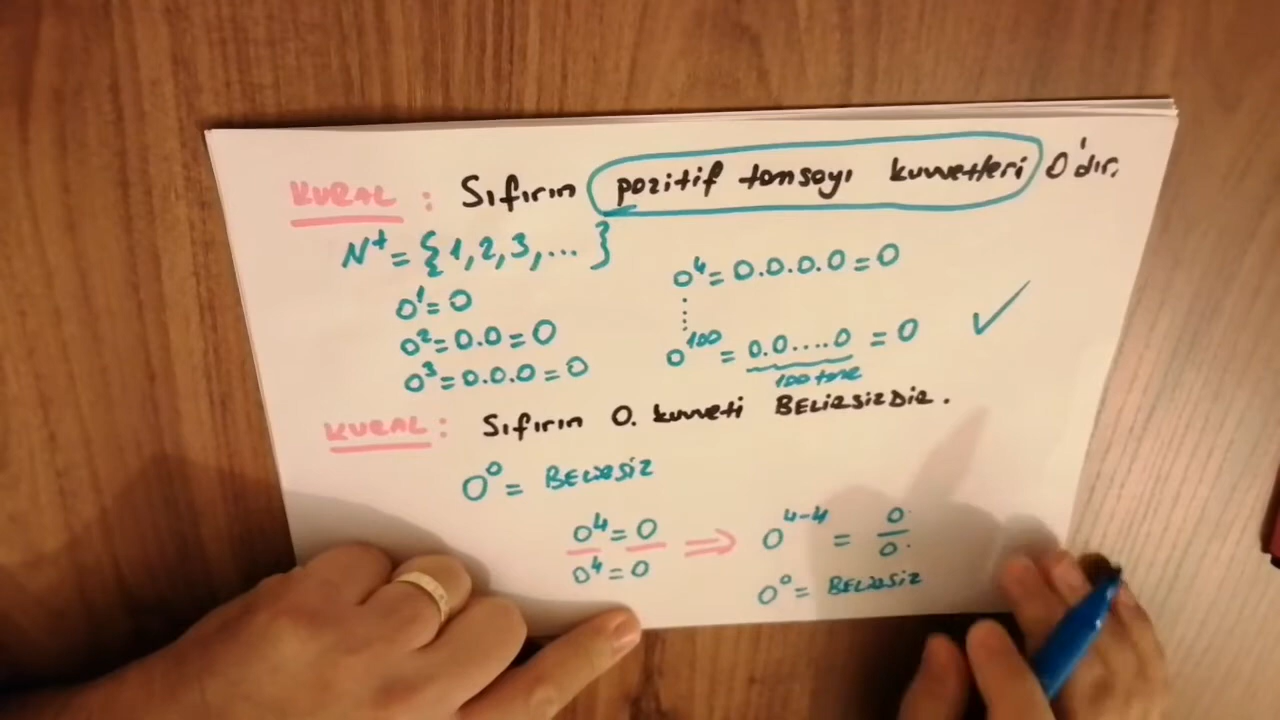 KURAL : Sıfırın pozitif tamsayı kuvvetleri 0'dır.
N⁺ = {1,2,3,... }
0¹ = 0
0² = 0.0 = 0
0³ = 0.0.0 = 0
0⁴ = 0.0.0.0 = 0
⋮
0¹⁰⁰ = 0.0....0 = 0 ✓
100 tane
KURAL : Sıfırın 0. kuvveti BELİRSİZDİR.
0⁰ = BELİRSİZ
0⁴ = 0
0⁴ = 0
⇒ 0⁴⁻⁴ = 0/0
0⁰ = BELİRSİZ